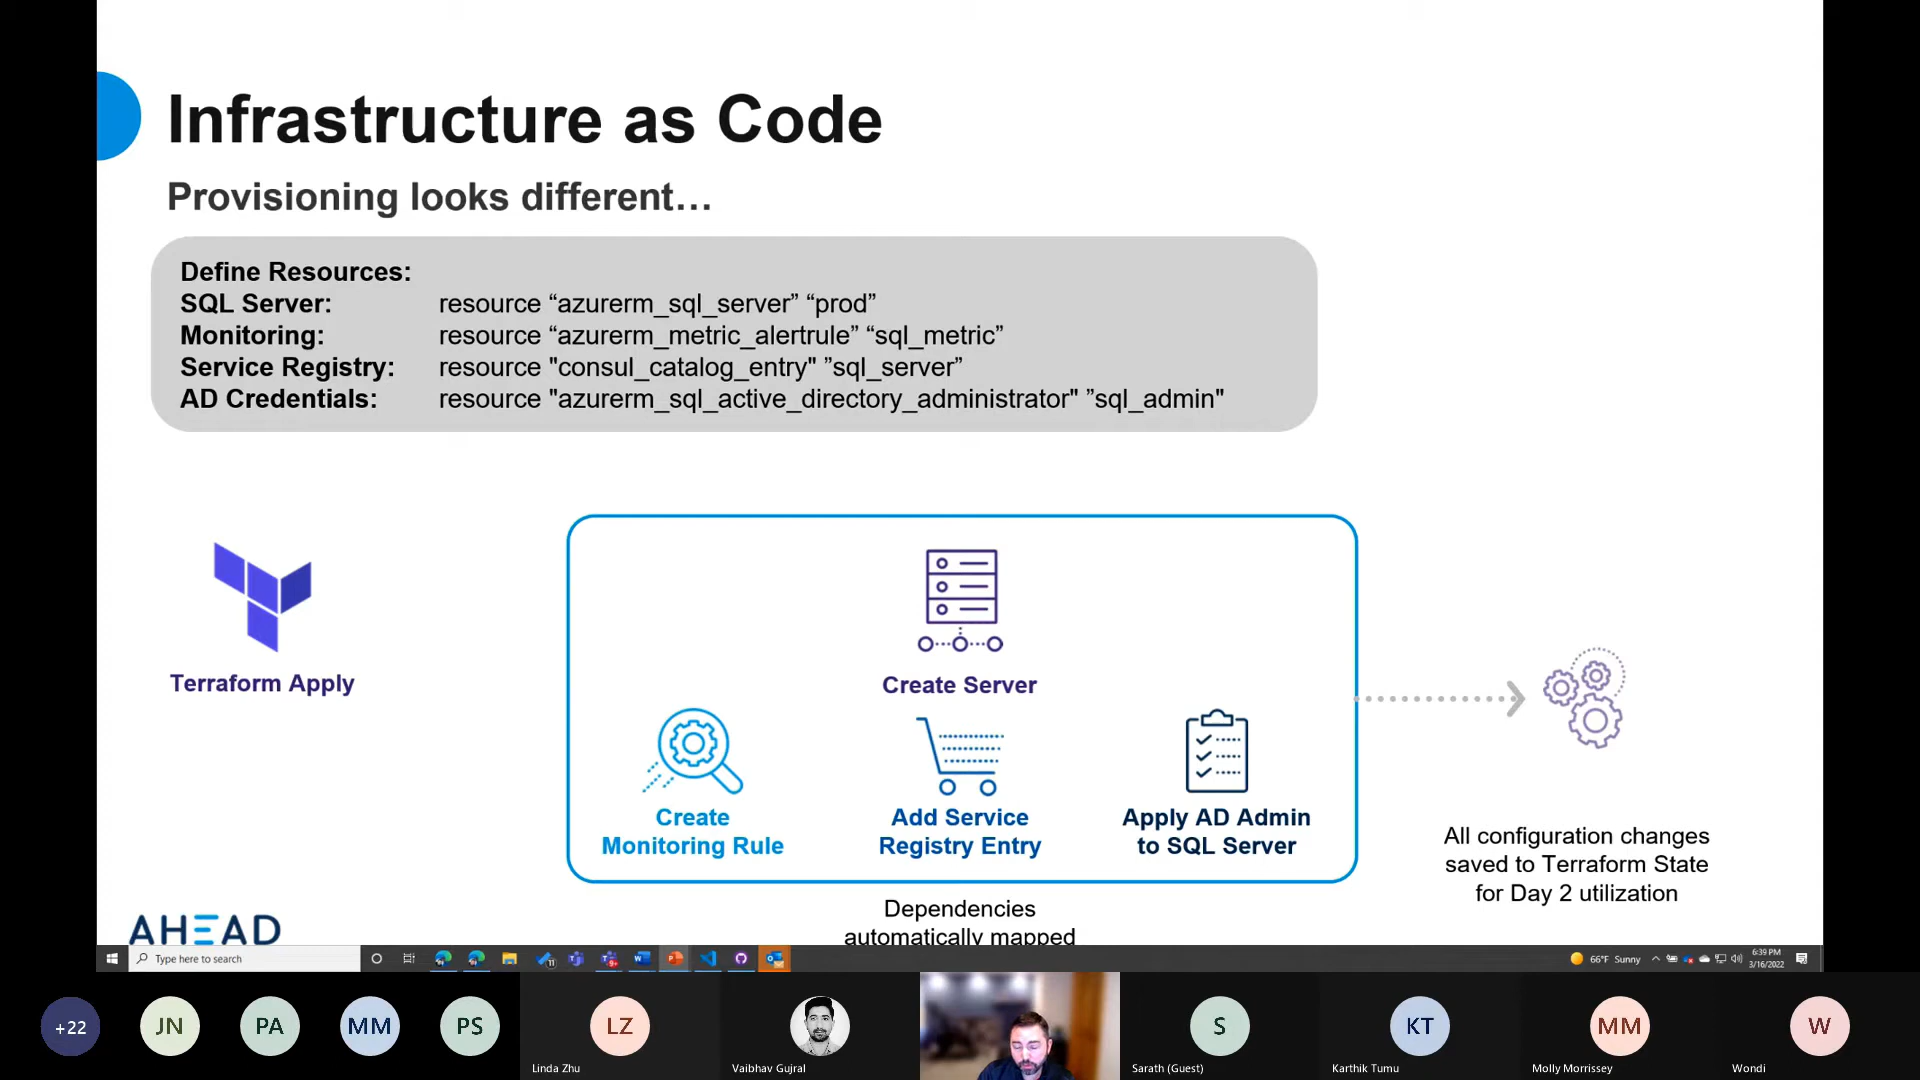 Infrastructure as Code
Provisioning looks different…
Define Resources:
SQL Server: resource “azurerm_sql_server” “prod”
Monitoring: resource “azurerm_metric_alertrule” “sql_metric”
Service Registry: resource "consul_catalog_entry" ”sql_server”
AD Credentials: resource "azurerm_sql_active_directory_administrator" ”sql_admin"
Terraform Apply
Create Server
Create
Monitoring Rule
Add Service
Registry Entry
Apply AD Admin
to SQL Server
All configuration changes
saved to Terraform State
for Day 2 utilization
Dependencies
automatically mapped
AHEAD
Type here to search
66°F Sunny
6:39 PM
3/16/2022
+22
JN
PA
MM
PS
LZ
Linda Zhu
Vaibhav Gujral
S
Sarath (Guest)
KT
Karthik Tumu
MM
Molly Morrissey
W
Wondi